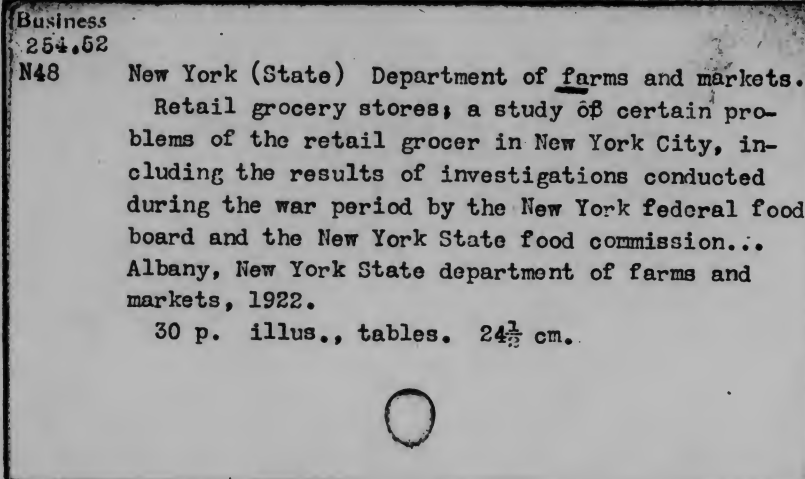 Business
254.52
N48 New York (State) Department of farms and markets.
Retail grocery stores; a study of certain pro-
blems of the retail grocer in New York City, in-
cluding the results of investigations conducted
during the war period by the New York federal food
board and the New York State food commission...
Albany, New York State department of farms and
markets, 1922.
30 p. illus., tables. 24½ cm.